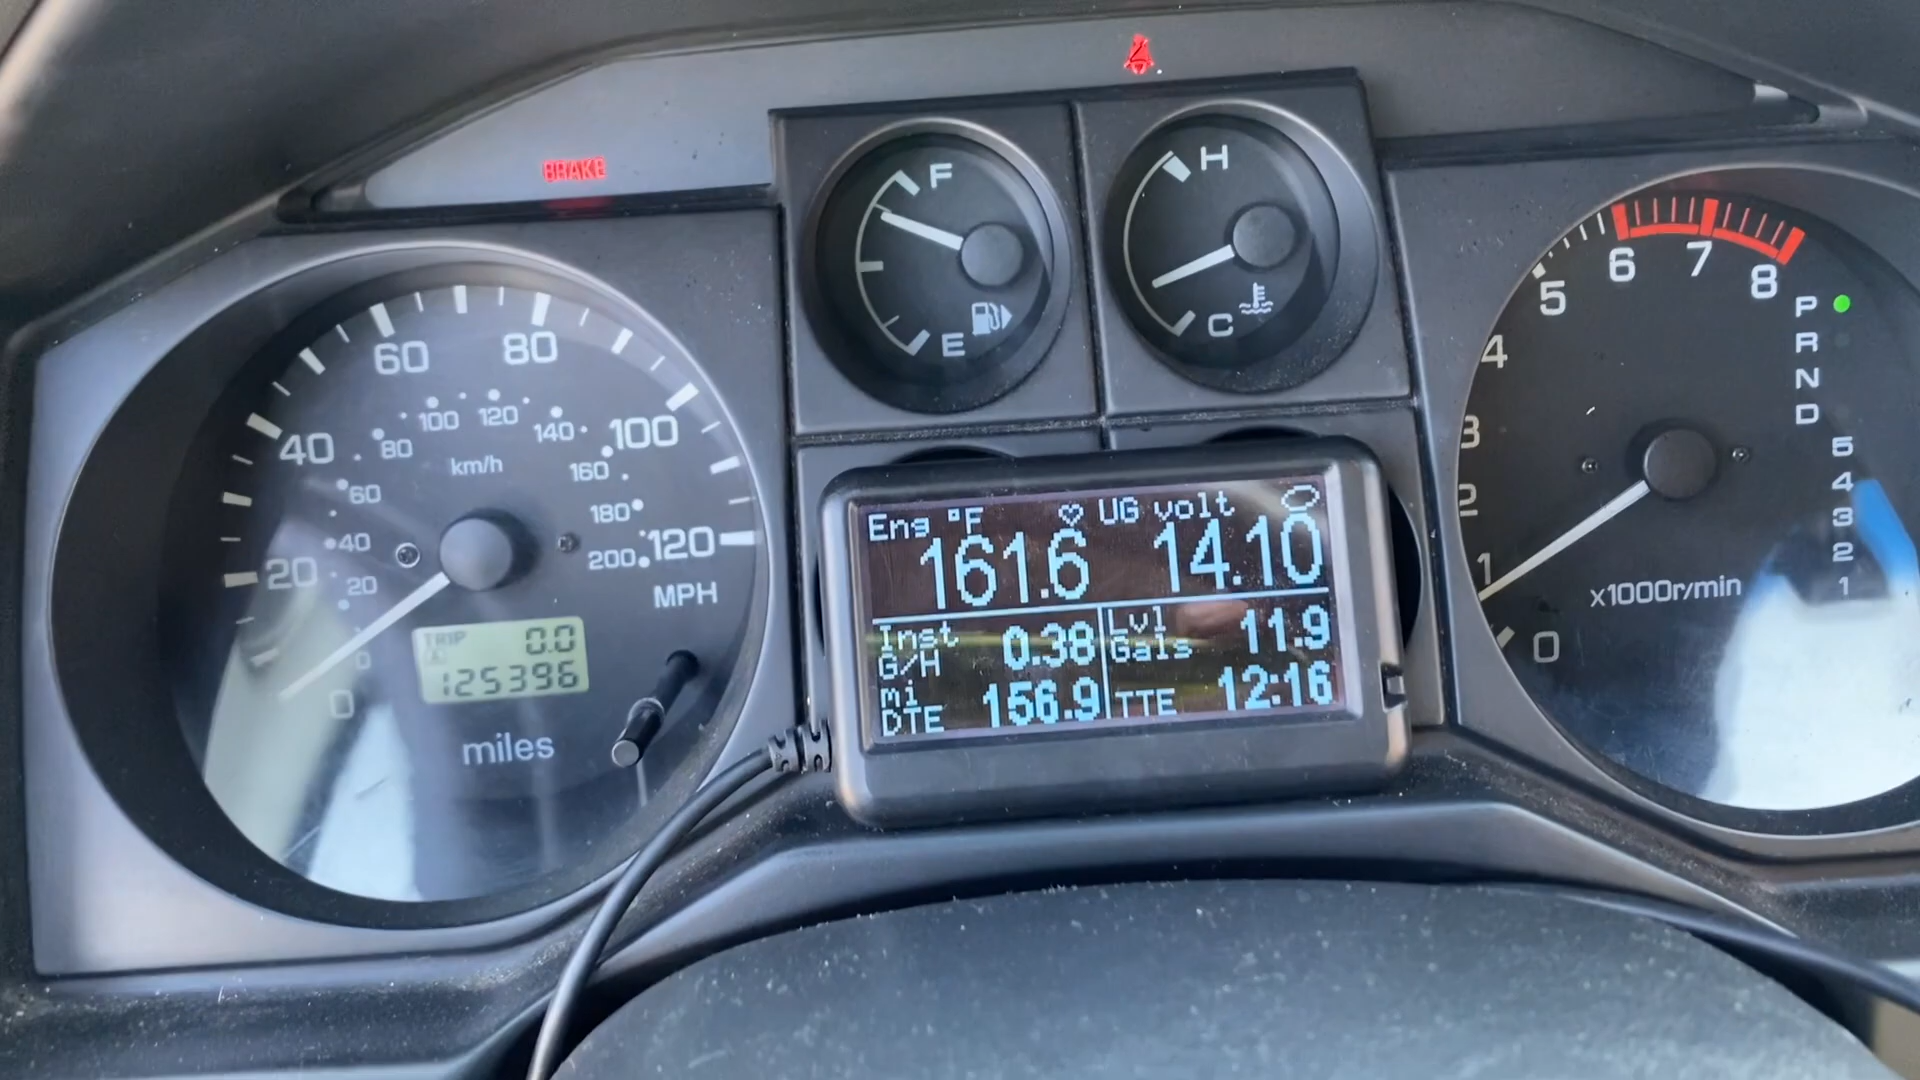 BRAKE
F
E
H
C
20 40 60 80 100 120
MPH
0 20 40 60 80 100 120 140 160 180 200
km/h
0
TRIP 0.0
A
125396
miles
Eng °F UG volt
161.6 14.10
Inst G/H 0.38
Lvl Gals 11.9
mi DTE 156.9
TTE 12:16
0 1 2 3 4 5 6 7 8
x1000r/min
P
R
N
D
5
4
3
2
1